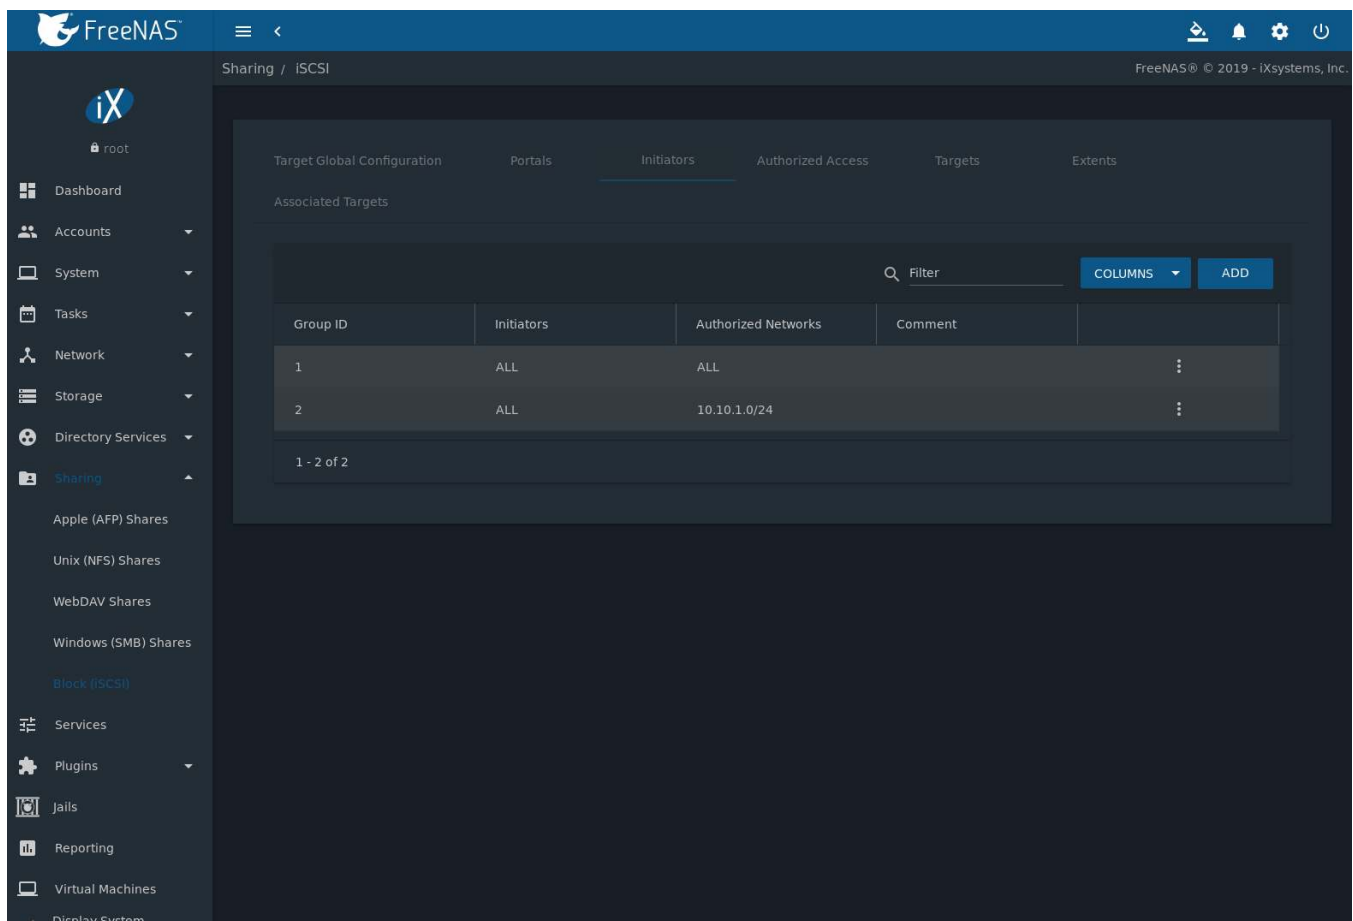 FreeNAS™
Sharing / iSCSI
FreeNAS® © 2019 - iXsystems, Inc.
iX
root
Dashboard
Accounts
System
Tasks
Network
Storage
Directory Services
Sharing
Apple (AFP) Shares
Unix (NFS) Shares
WebDAV Shares
Windows (SMB) Shares
Block (iSCSI)
Services
Plugins
Jails
Reporting
Virtual Machines
Display System
Target Global Configuration Portals Initiators Authorized Access Targets Extents
Associated Targets
Filter COLUMNS ADD
Group ID Initiators Authorized Networks Comment
1 ALL ALL
2 ALL 10.10.1.0/24
1 - 2 of 2